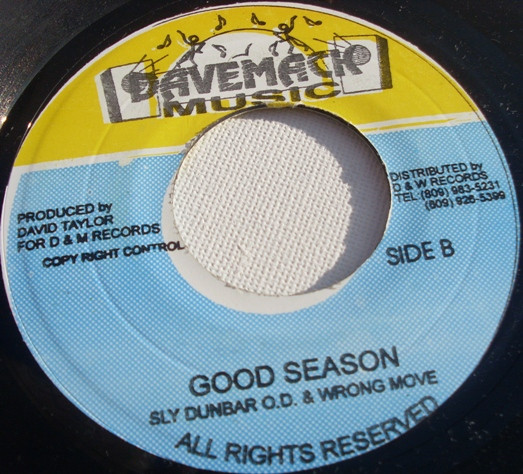 DAVEMACK
MUSIC
PRODUCED by
DAVID TAYLOR
FOR D & M RECORDS
COPY RIGHT CONTROL
DISTRIBUTED by
D & W RECORDS
TEL (809) 983-5231
(809) 926-5399
SIDE B
GOOD SEASON
SLY DUNBAR O.D. & WRONG MOVE
ALL RIGHTS RESERVED